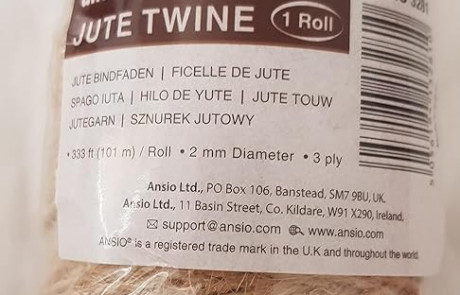 JUTE TWINE
1 Roll
3281
JUTE BINDFADEN | FICELLE DE JUTE
SPAGO IUTA | HILO DE YUTE | JUTE TOUW
JUTEGARN | SZNUREK JUTOWY
• 333 ft (101 m) / Roll • 2 mm Diameter • 3 ply
Ansio Ltd., PO Box 106, Banstead, SM7 9BU, UK.
Ansio Ltd., 11 Basin Street, Co. Kildare, W91 X290, Ireland.
support@ansio.com www.ansio.com
ANSIO® is a registered trade mark in the U.K and throughout the world.